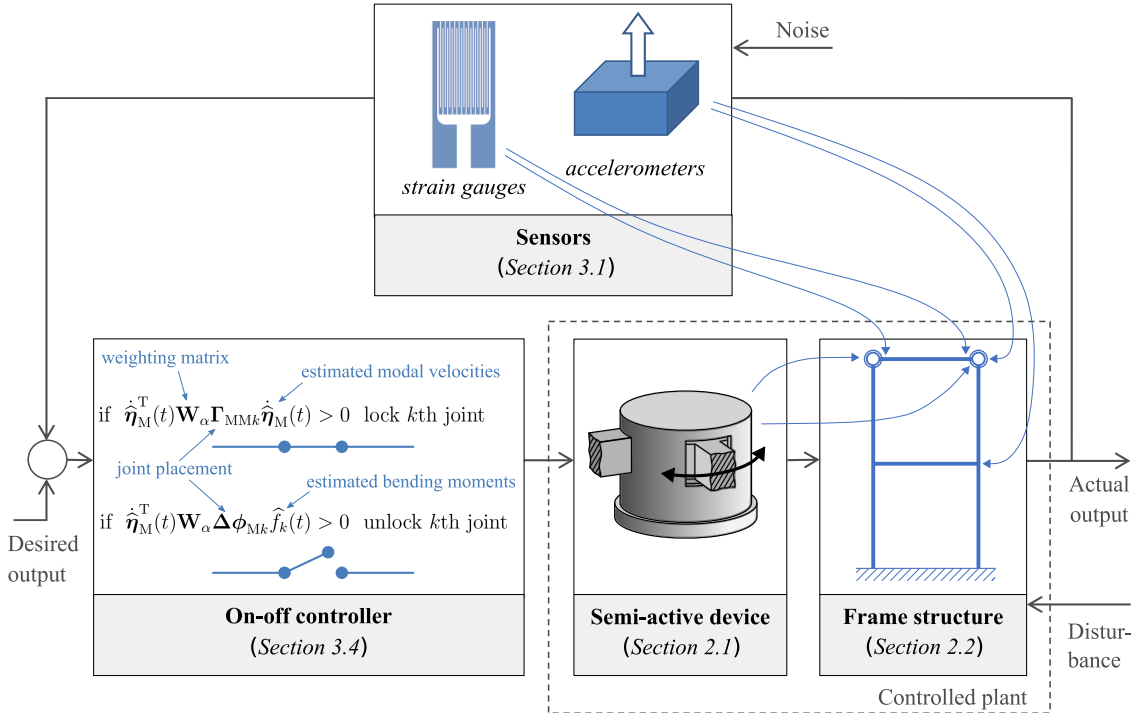 Noise
strain gauges
accelerometers
Sensors
(Section 3.1)
weighting matrix
estimated modal velocities
if $\dot{\hat{\boldsymbol{\eta}}}_{\mathrm{M}}^{\mathrm{T}}(t)\mathbf{W}_{\alpha}\boldsymbol{\Gamma}_{\mathrm{MM}k}\dot{\hat{\boldsymbol{\eta}}}_{\mathrm{M}}(t) > 0$ lock $k$th joint
joint placement
estimated bending moments
if $\dot{\hat{\boldsymbol{\eta}}}_{\mathrm{M}}^{\mathrm{T}}(t)\mathbf{W}_{\alpha}\boldsymbol{\Delta}\boldsymbol{\phi}_{\mathrm{M}k}\widehat{f}_{k}(t) > 0$ unlock $k$th joint
On-off controller
(Section 3.4)
Desired
output
Semi-active device
(Section 2.1)
Frame structure
(Section 2.2)
Actual
output
Distur-
bance
Controlled plant